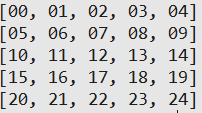 [00, 01, 02, 03, 04]
[05, 06, 07, 08, 09]
[10, 11, 12, 13, 14]
[15, 16, 17, 18, 19]
[20, 21, 22, 23, 24]